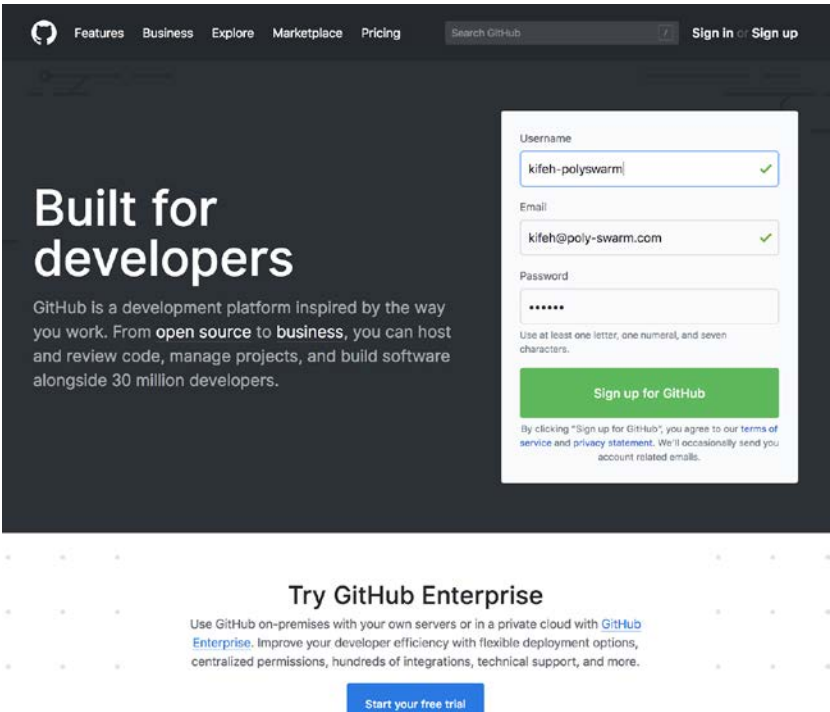 Features Business Explore Marketplace Pricing Search GitHub / Sign in or Sign up
Built for
developers
GitHub is a development platform inspired by the way
you work. From open source to business, you can host
and review code, manage projects, and build software
alongside 30 million developers.
Username
kifeh-polyswarm
Email
kifeh@poly-swarm.com
Password
••••••
Use at least one letter, one numeral, and seven
characters.
Sign up for GitHub
By clicking "Sign up for GitHub", you agree to our terms of
service and privacy statement. We'll occasionally send you
account related emails.
Try GitHub Enterprise
Use GitHub on-premises with your own servers or in a private cloud with GitHub
Enterprise. Improve your developer efficiency with flexible deployment options,
centralized permissions, hundreds of integrations, technical support, and more.
Start your free trial